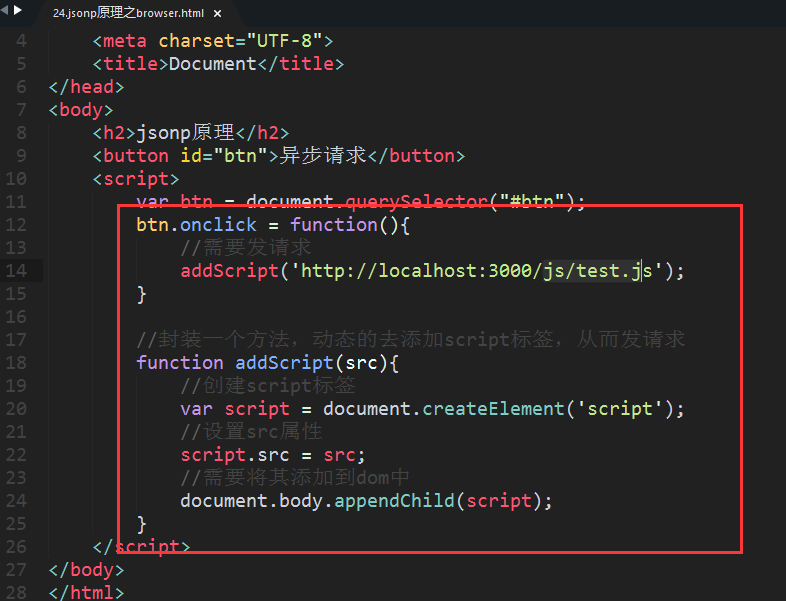 24.jsonp原理之browser.html ×
4 <meta charset="UTF-8">
5 <title>Document</title>
6 </head>
7 <body>
8 <h2>jsonp原理</h2>
9 <button id="btn">异步请求</button>
10 <script>
11 var btn = document.querySelector("#btn");
12 btn.onclick = function(){
13 //需要发请求
14 addScript('http://localhost:3000/js/test.js');
15 }
16
17 //封装一个方法，动态的去添加script标签，从而发请求
18 function addScript(src){
19 //创建script标签
20 var script = document.createElement('script');
21 //设置src属性
22 script.src = src;
23 //需要将其添加到dom中
24 document.body.appendChild(script);
25 }
26 </script>
27 </body>
28 </html>